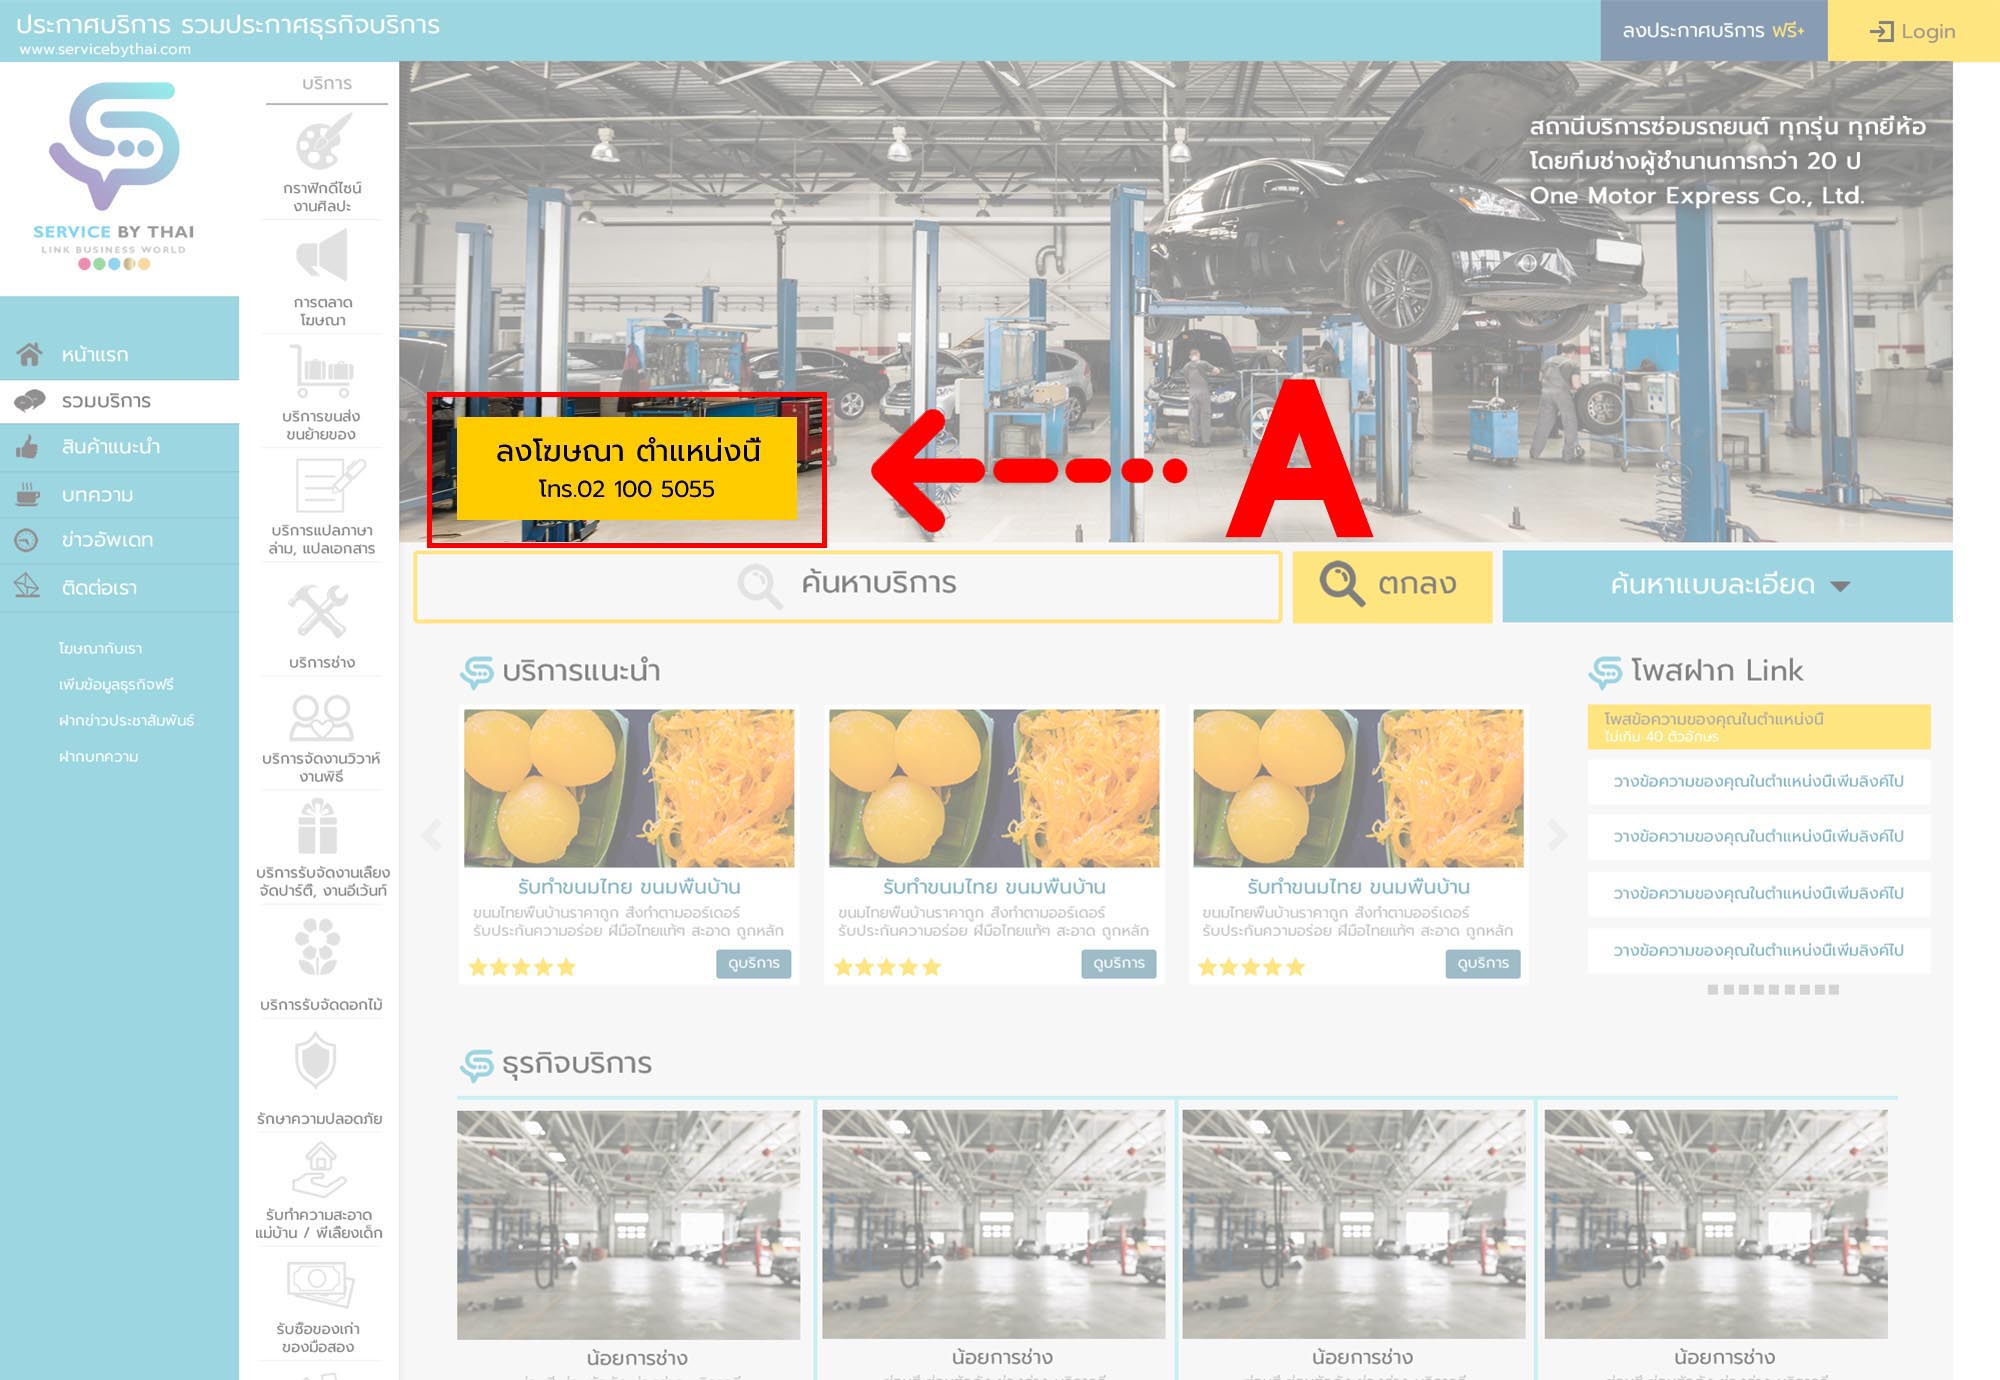 ประกาศบริการ รวมประกาศธุรกิจบริการ
www.servicebythai.com
ลงประกาศบริการ ฟรี+
Login
SERVICE BY THAI
LINK BUSINESS WORLD
หน้าแรก
รวมบริการ
สินค้าแนะนำ
บทความ
ข่าวอัพเดท
ติดต่อเรา
โฆษณากับเรา
เพิ่มข้อมูลธุรกิจฟรี
ฝากข่าวประชาสัมพันธ์
ฝากบทความ
บริการ
กราฟิกดีไซน์
งานศิลปะ
การตลาด
โฆษณา
บริการขนส่ง
ขนย้ายของ
บริการแปลภาษา
ล่าม, แปลเอกสาร
บริการช่าง
บริการจัดงานวิวาห์
งานพิธี
บริการรับจัดงานเลี้ยง
จัดปาร์ตี้, งานอีเว้นท์
บริการรับจัดดอกไม้
รักษาความปลอดภัย
รับทำความสะอาด
แม่บ้าน / พี่เลี้ยงเด็ก
รับซื้อของเก่า
ของมือสอง
สถานีบริการซ่อมรถยนต์ ทุกรุ่น ทุกยี่ห้อ
โดยทีมช่างผู้ชำนานการกว่า 20 ป
One Motor Express Co., Ltd.
ลงโฆษณา ตำแหน่งนี้
โทร.02 100 5055
A
ค้นหาบริการ
ตกลง
ค้นหาแบบละเอียด
บริการแนะนำ
รับทำขนมไทย ขนมพื้นบ้าน
ขนมไทยพื้นบ้านราคาถูก สั่งทำตามออร์เดอร์
รับประกันความอร่อย ฝีมือไทยแท้ๆ สะอาด ถูกหลัก
ดูบริการ
รับทำขนมไทย ขนมพื้นบ้าน
ขนมไทยพื้นบ้านราคาถูก สั่งทำตามออร์เดอร์
รับประกันความอร่อย ฝีมือไทยแท้ๆ สะอาด ถูกหลัก
ดูบริการ
รับทำขนมไทย ขนมพื้นบ้าน
ขนมไทยพื้นบ้านราคาถูก สั่งทำตามออร์เดอร์
รับประกันความอร่อย ฝีมือไทยแท้ๆ สะอาด ถูกหลัก
ดูบริการ
โพสฝาก Link
โพสข้อความของคุณในตำแหน่งนี้
ไม่เกิน 40 ตัวอักษร
วางข้อความของคุณในตำแหน่งนี้เพิ่มลิงค์ไป
วางข้อความของคุณในตำแหน่งนี้เพิ่มลิงค์ไป
วางข้อความของคุณในตำแหน่งนี้เพิ่มลิงค์ไป
วางข้อความของคุณในตำแหน่งนี้เพิ่มลิงค์ไป
ธุรกิจบริการ
น้อยการช่าง
น้อยการช่าง
น้อยการช่าง
น้อยการช่าง